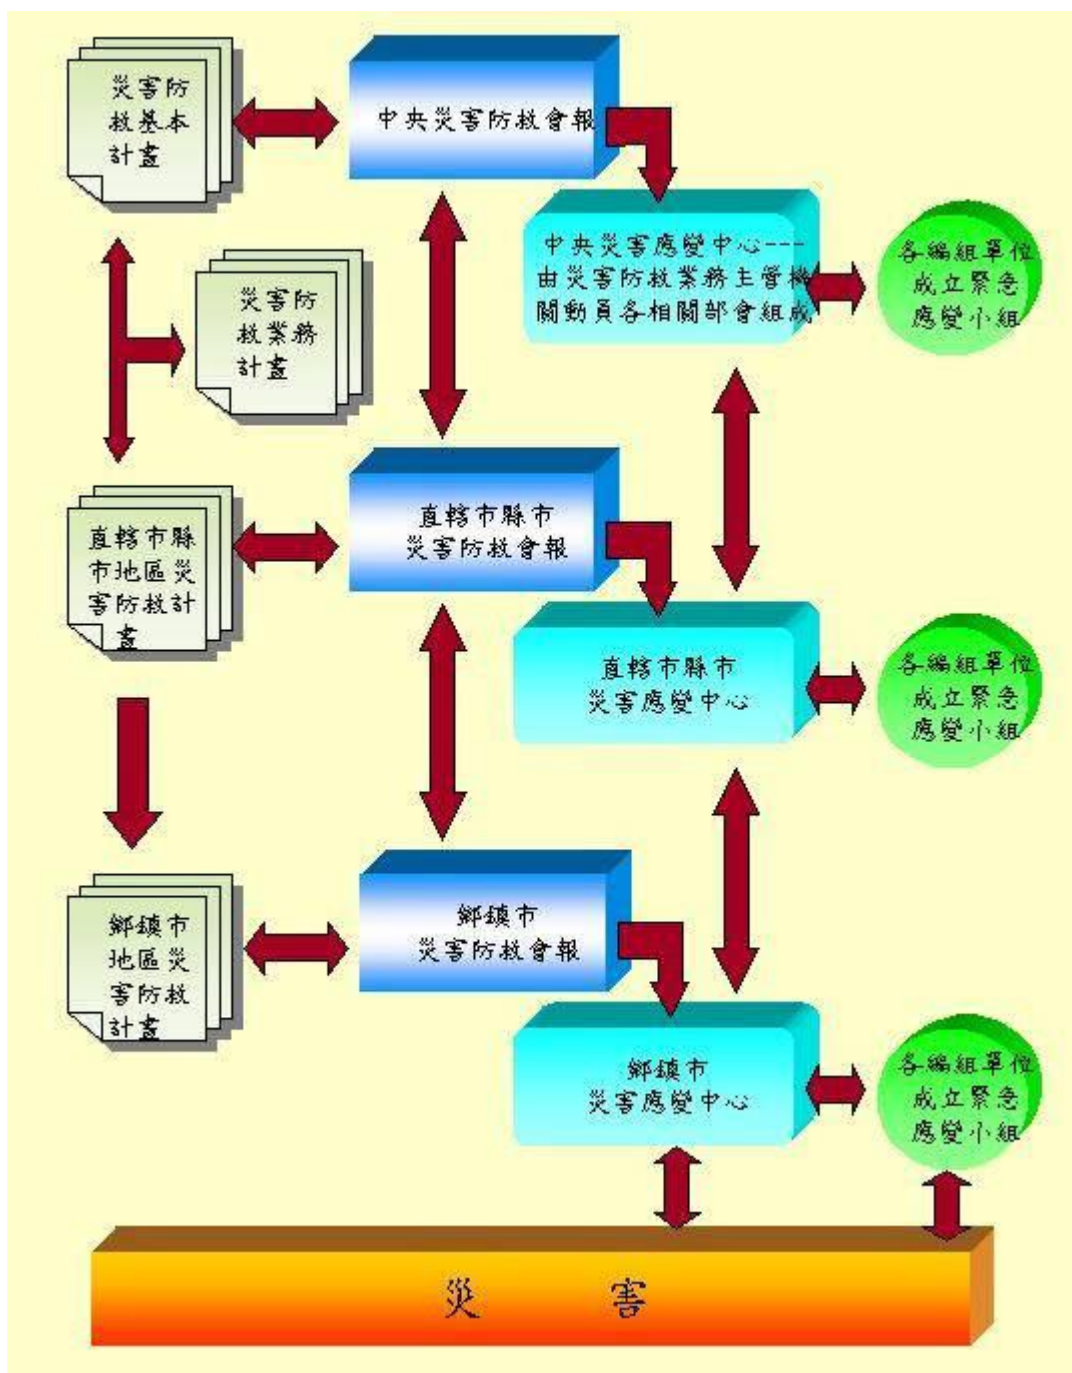 災害防
救基本
計畫
中央災害防救會報
中央災害應變中心---
由災害防救業務主管機
關動員各相關部會組成
各編組單位
成立緊急
應變小組
災害防
救業務
計畫
直轄市縣
市地區災
害防救計
畫
直轄市縣市
災害防救會報
直轄市縣市
災害應變中心
各編組單位
成立緊急
應變小組
鄉鎮市
地區災
害防救
計畫
鄉鎮市
災害防救會報
鄉鎮市
災害應變中心
各編組單位
成立緊急
應變小組
災 害